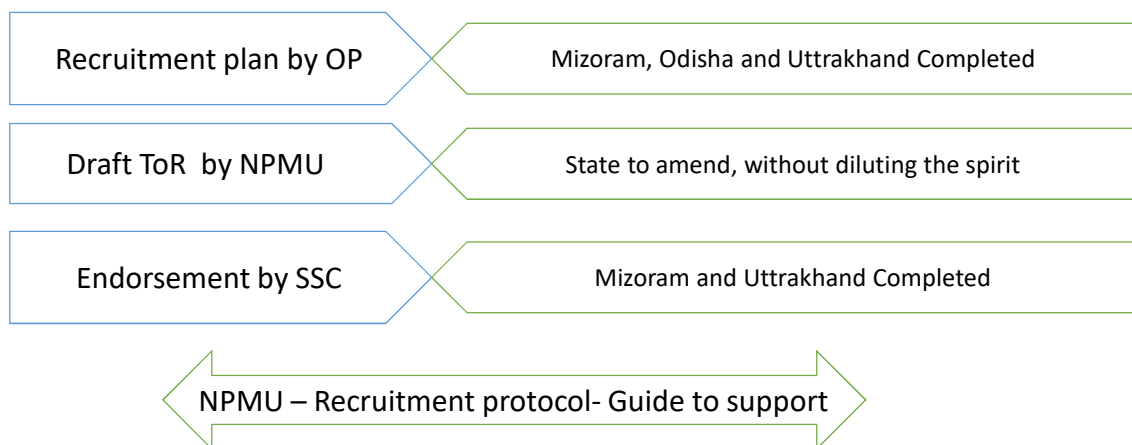 Recruitment plan by OP
Mizoram, Odisha and Uttrakhand Completed
Draft ToR by NPMU
State to amend, without diluting the spirit
Endorsement by SSC
Mizoram and Uttrakhand Completed
NPMU – Recruitment protocol- Guide to support